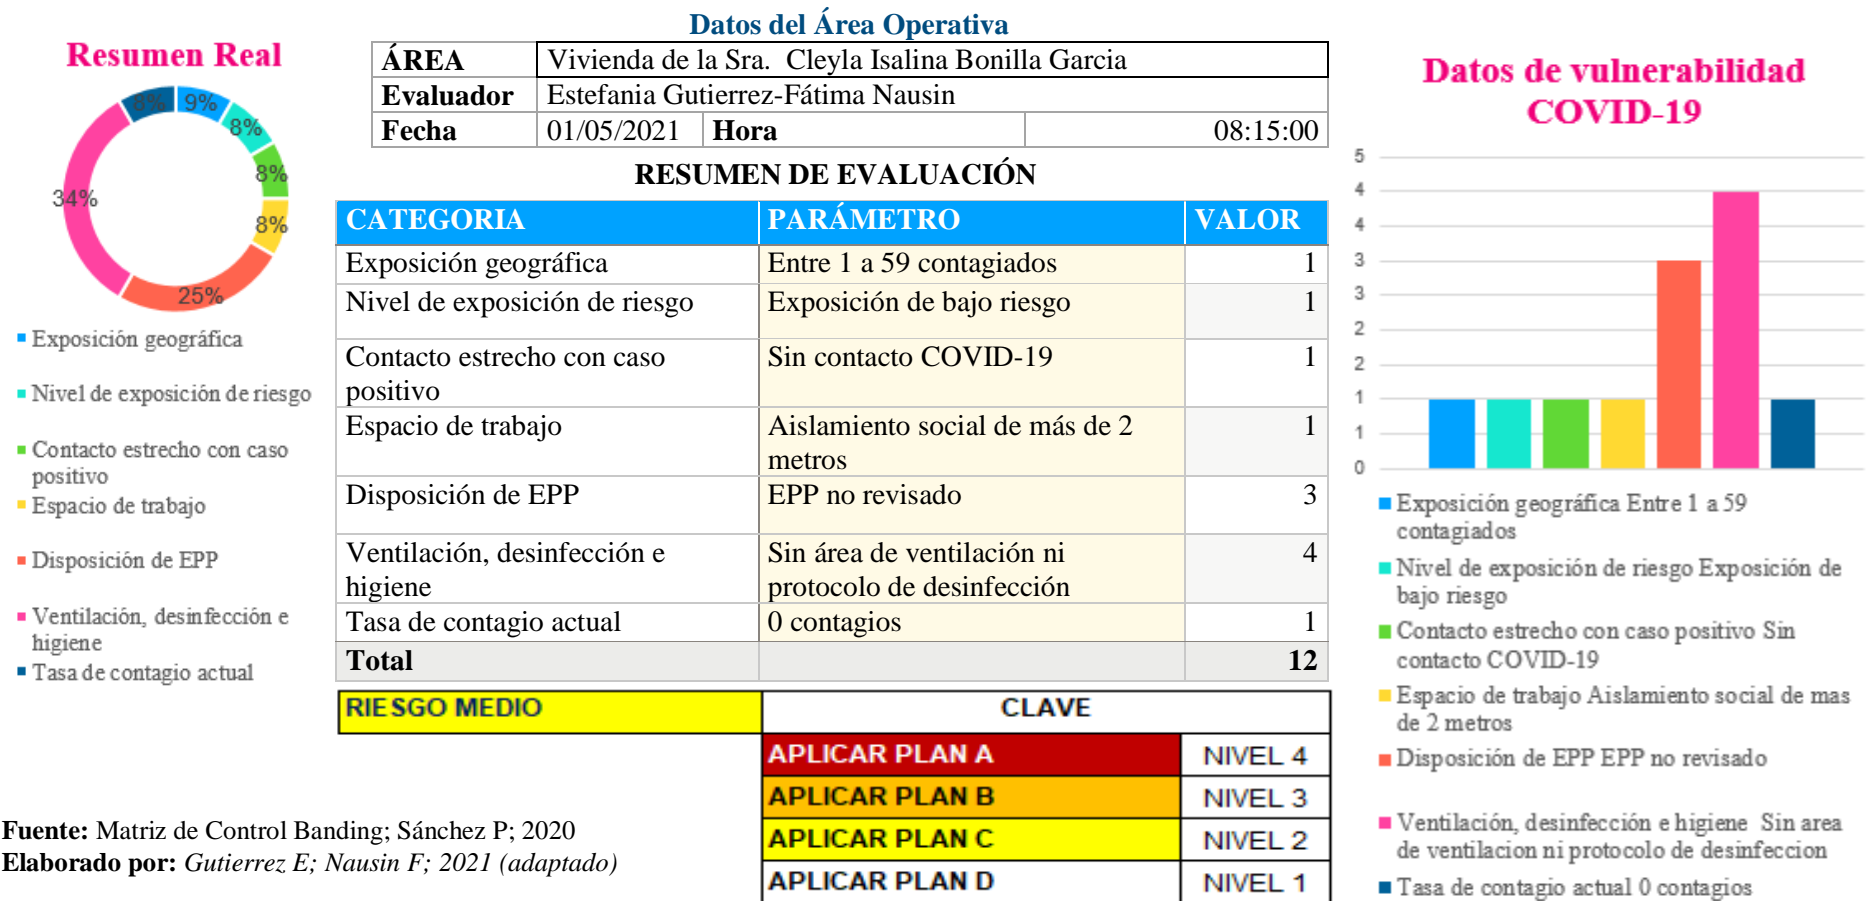 Datos del Área Operativa
ÁREA Vivienda de la Sra. Cleyla Isalina Bonilla Garcia
Evaluador Estefania Gutierrez-Fátima Nausin
Fecha 01/05/2021 Hora 08:15:00
Resumen Real
8%
9%
8%
8%
8%
25%
34%
Exposición geográfica
Nivel de exposición de riesgo
Contacto estrecho con caso
positivo
Espacio de trabajo
Disposición de EPP
Ventilación, desinfección e
higiene
Tasa de contagio actual
RESUMEN DE EVALUACIÓN
CATEGORIA PARÁMETRO VALOR
Exposición geográfica Entre 1 a 59 contagiados 1
Nivel de exposición de riesgo Exposición de bajo riesgo 1
Contacto estrecho con caso
positivo
Sin contacto COVID-19 1
Espacio de trabajo
Aislamiento social de más de 2
metros
1
Disposición de EPP EPP no revisado 3
Ventilación, desinfección e
higiene
Sin área de ventilación ni
protocolo de desinfección
4
Tasa de contagio actual 0 contagios 1
Total 12
RIESGO MEDIO CLAVE
APLICAR PLAN A NIVEL 4
APLICAR PLAN B NIVEL 3
APLICAR PLAN C NIVEL 2
APLICAR PLAN D NIVEL 1
Datos de vulnerabilidad
COVID-19
5
4
4
3
3
2
2
1
1
0
Exposición geográfica Entre 1 a 59
contagiados
Nivel de exposición de riesgo Exposición de
bajo riesgo
Contacto estrecho con caso positivo Sin
contacto COVID-19
Espacio de trabajo Aislamiento social de mas
de 2 metros
Disposición de EPP EPP no revisado
Ventilación, desinfección e higiene Sin area
de ventilacion ni protocolo de desinfeccion
Tasa de contagio actual 0 contagios
Fuente: Matriz de Control Banding; Sánchez P; 2020
Elaborado por: Gutierrez E; Nausin F; 2021 (adaptado)